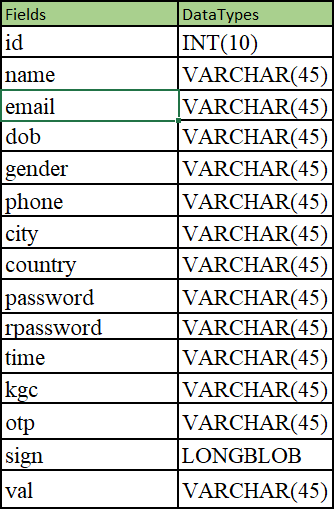 Fields DataTypes
id INT(10)
name VARCHAR(45)
email VARCHAR(45)
dob VARCHAR(45)
gender VARCHAR(45)
phone VARCHAR(45)
city VARCHAR(45)
country VARCHAR(45)
password VARCHAR(45)
rpassword VARCHAR(45)
time VARCHAR(45)
kgc VARCHAR(45)
otp VARCHAR(45)
sign LONGBLOB
val VARCHAR(45)